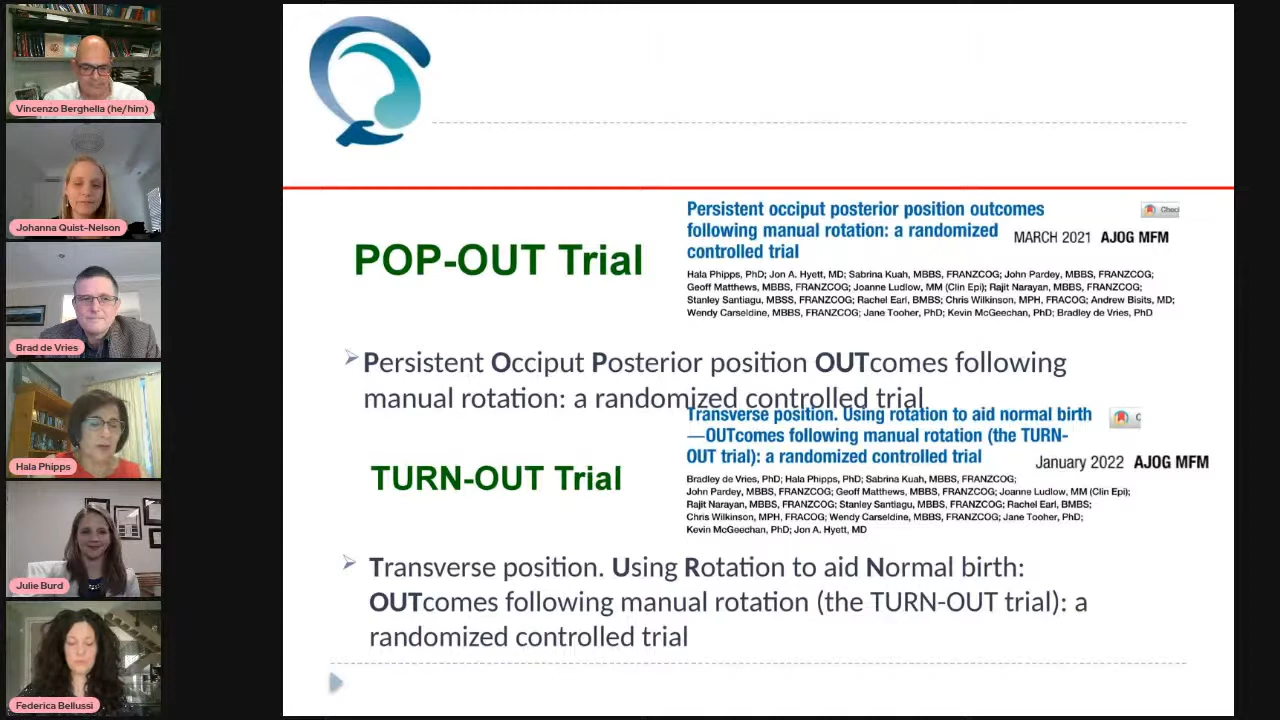 Vincenzo Berghella (he/him)
Johanna Quist-Nelson
Brad de Vries
Hala Phipps
Julie Burd
Federica Bellussi
POP-OUT Trial
Persistent occiput posterior position outcomes
following manual rotation: a randomized
controlled trial
Chec
MARCH 2021 AJOG MFM
Hala Phipps, PhD; Jon A. Hyett, MD; Sabrina Kuah, MBBS, FRANZCOG; John Pardey, MBBS, FRANZCOG;
Geoff Matthews, MBBS, FRANZCOG; Joanne Ludlow, MM (Clin Epi); Rajit Narayan, MBBS, FRANZCOG;
Stanley Santiagu, MBSS, FRANZCOG; Rachel Earl, BMBS; Chris Wilkinson, MPH, FRACOG; Andrew Bisits, MD;
Wendy Carseldine, MBBS, FRANZCOG; Jane Tooher, PhD; Kevin McGeechan, PhD; Bradley de Vries, PhD
Persistent Occiput Posterior position OUTcomes following
manual rotation: a randomized controlled trial
TURN-OUT Trial
Transverse position. Using rotation to aid normal birth
—OUTcomes following manual rotation (the TURN-
OUT trial): a randomized controlled trial
C
January 2022 AJOG MFM
Bradley de Vries, PhD; Hala Phipps, PhD; Sabrina Kuah, MBBS, FRANZCOG;
John Pardey, MBBS, FRANZCOG; Geoff Matthews, MBBS, FRANZCOG; Joanne Ludlow, MM (Clin Epi);
Rajit Narayan, MBBS, FRANZCOG; Stanley Santiagu, MBBS, FRANZCOG; Rachel Earl, BMBS;
Chris Wilkinson, MPH, FRACOG; Wendy Carseldine, MBBS, FRANZCOG; Jane Tooher, PhD;
Kevin McGeechan, PhD; Jon A. Hyett, MD
Transverse position. Using Rotation to aid Normal birth:
OUTcomes following manual rotation (the TURN-OUT trial): a
randomized controlled trial